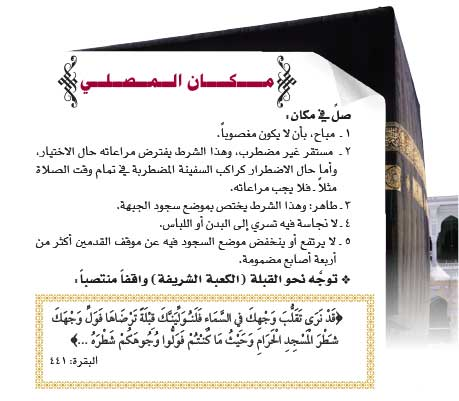 مـكـان الـمـصـلـي
صلِّ في مكان:
١ ـ مباح، بأن لا يكون مغصوباً.
٢ ـ مستقر غير مضطرب، وهذا الشرط يفترض مراعاته حال الاختيار،
وأما حال الاضطرار كراكب السفينة المضطربة في تمام وقت الصلاة
مثلاً ـ فلا يجب مراعاته.
٣ ـ طاهر: وهذا الشرط يختص بموضع سجود الجبهة.
٤ ـ لا نجاسة فيه تسري إلى البدن أو اللباس.
٥ ـ لا يرتفع أو ينخفض موضع السجود فيه عن موقف القدمين أكثر من
أربعة أصابع مضمومة.
❖ توجَّه نحو القبلة (الكعبة الشريفة) واقفاً منتصباً:
﴿قَدْ نَرَى تَقَلُّبَ وَجْهِكَ فِي السَّمَاء فَلَنُوَلِّيَنَّكَ قِبْلَةً تَرْضَاهَا فَوَلِّ وَجْهَكَ
شَطْرَ الْمَسْجِدِ الْحَرَامِ وَحَيْثُ مَا كُنتُمْ فَوَلُّوا وُجُوهَكُمْ شَطْرَهُ ...﴾
البقرة: ٤٤١